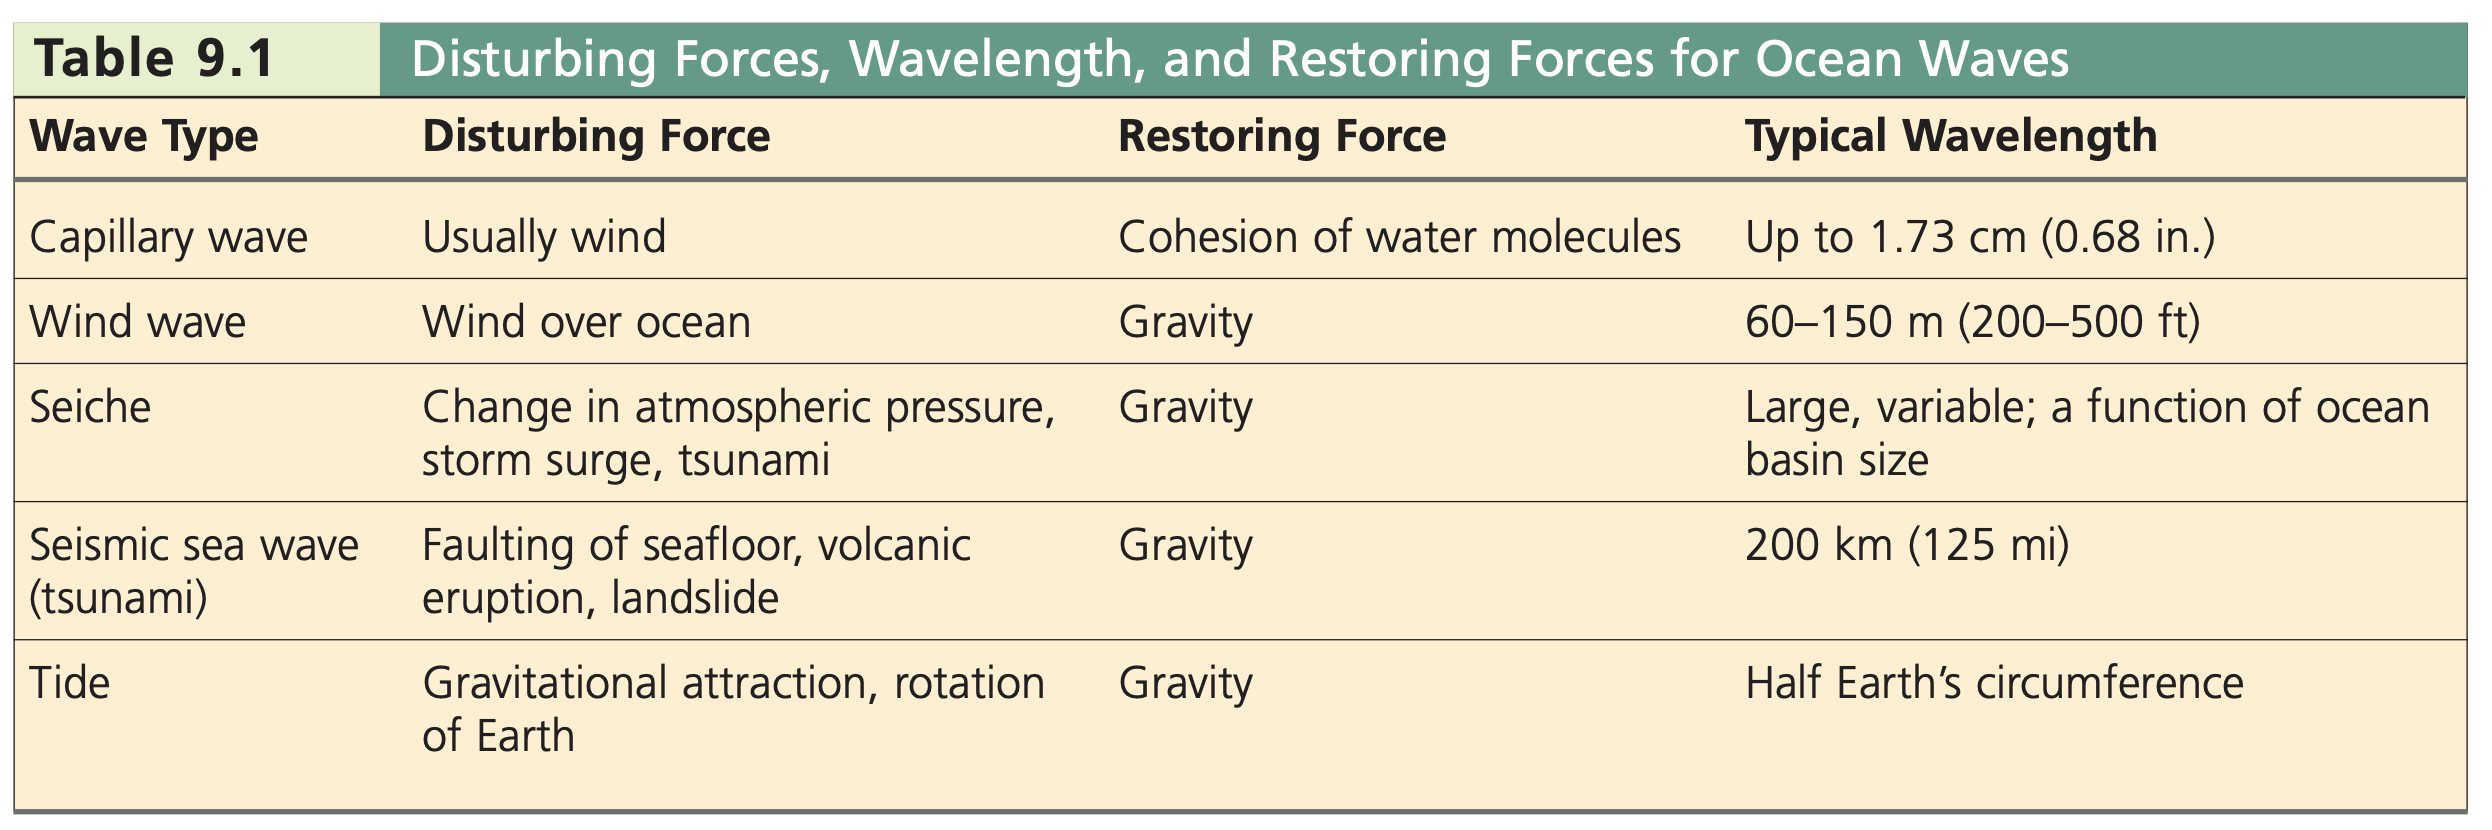 Table 9.1 Disturbing Forces, Wavelength, and Restoring Forces for Ocean Waves
Wave Type Disturbing Force Restoring Force Typical Wavelength
Capillary wave Usually wind Cohesion of water molecules Up to 1.73 cm (0.68 in.)
Wind wave Wind over ocean Gravity 60–150 m (200–500 ft)
Seiche Change in atmospheric pressure, Gravity Large, variable; a function of ocean
storm surge, tsunami basin size
Seismic sea wave Faulting of seafloor, volcanic Gravity 200 km (125 mi)
(tsunami) eruption, landslide
Tide Gravitational attraction, rotation Gravity Half Earth’s circumference
of Earth